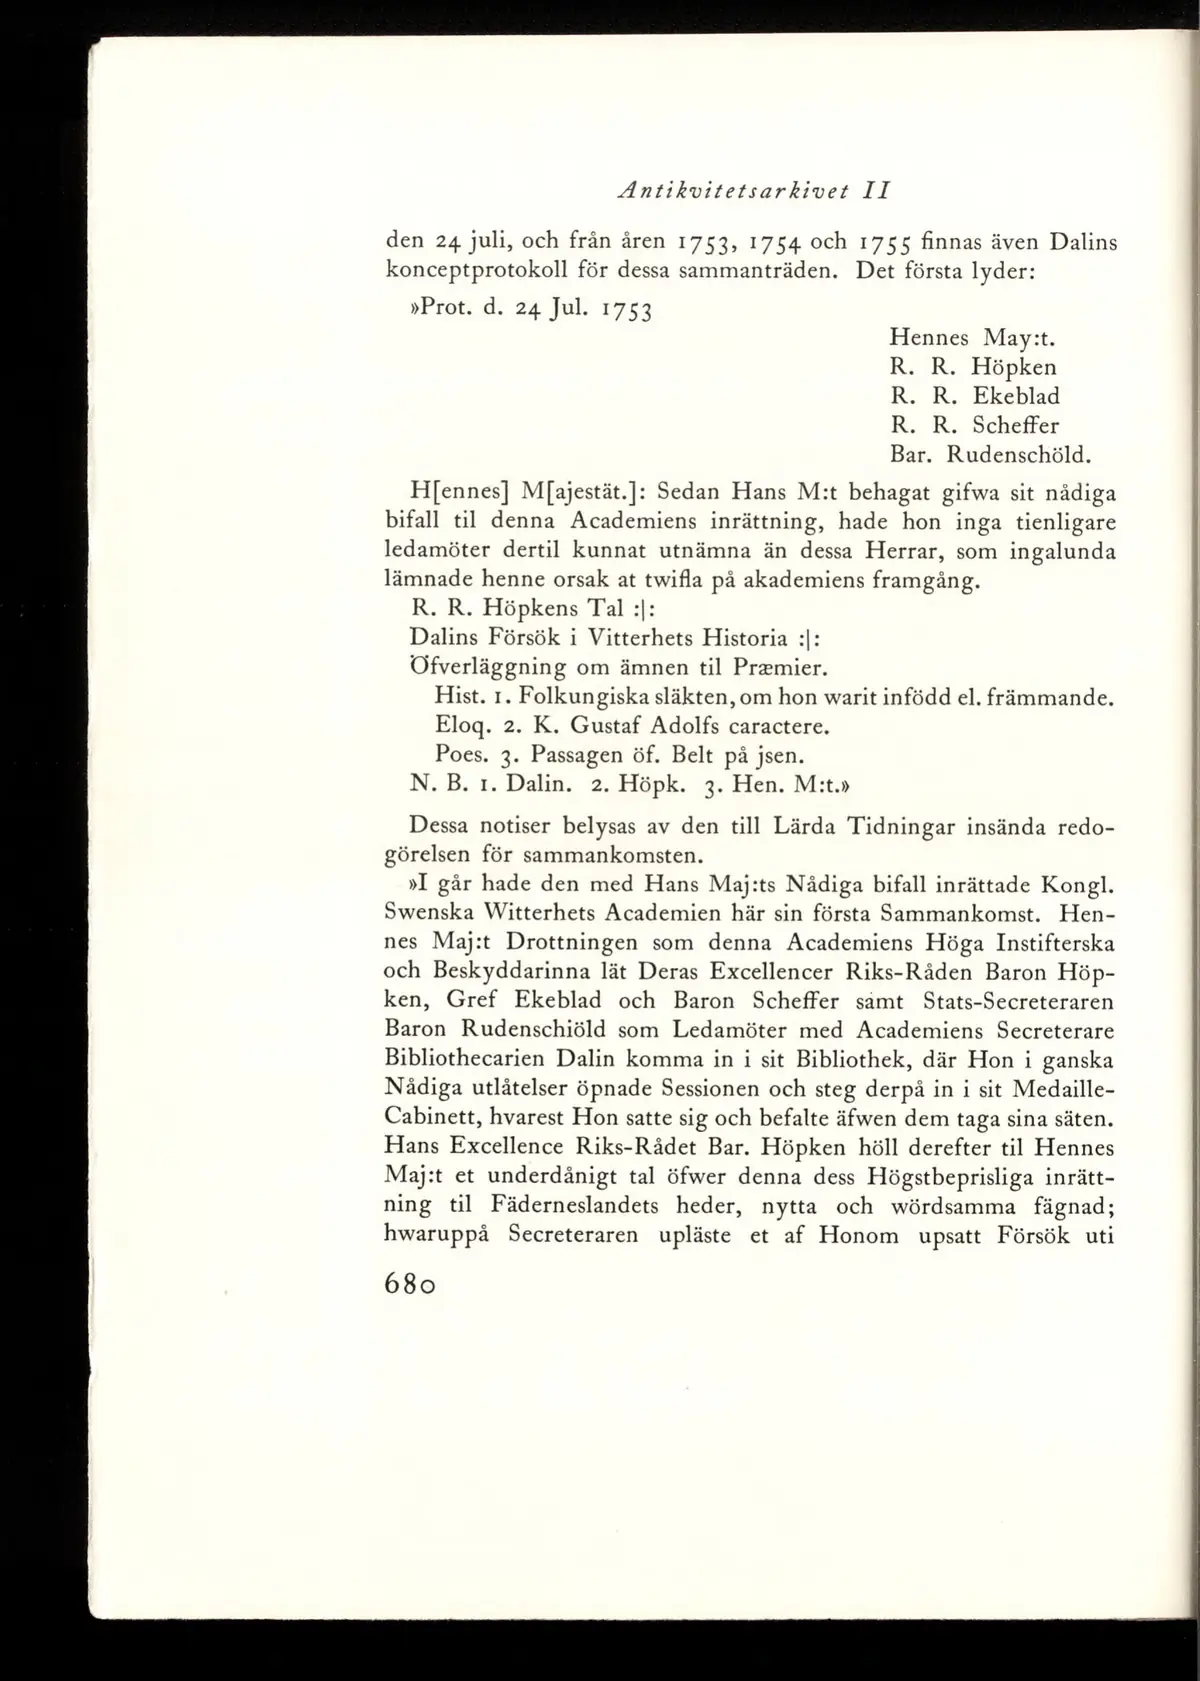 Antikvitetsarkivet II
den 24 juli, och från åren 1753, 1754 och 1755 finnas även Dalins
konceptprotokoll för dessa sammanträden. Det första lyder:
»Prot. d. 24 Jul. 1753
Hennes May:t.
R. R. Höpken
R. R. Ekeblad
R. R. Scheffer
Bar. Rudenschöld.
H[ennes] M[ajestät.]: Sedan Hans M:t behagat gifwa sit nådiga
bifall til denna Academiens inrättning, hade hon inga tienligare
ledamöter dertil kunnat utnämna än dessa Herrar, som ingalunda
lämnade henne orsak at twifla på akademiens framgång.
R. R. Höpkens Tal :|:
Dalins Försök i Vitterhets Historia :|:
Öfverläggning om ämnen til Præmier.
Hist. 1. Folkungiska släkten, om hon warit infödd el. främmande.
Eloq. 2. K. Gustaf Adolfs caractere.
Poes. 3. Passagen öf. Belt på jsen.
N. B. 1. Dalin. 2. Höpk. 3. Hen. M:t.»
Dessa notiser belysas av den till Lärda Tidningar insända redo-
görelsen för sammankomsten.
»I går hade den med Hans Maj:ts Nådiga bifall inrättade Kongl.
Swenska Witterhets Academien här sin första Sammankomst. Hen-
nes Maj:t Drottningen som denna Academiens Höga Instifterska
och Beskyddarinna lät Deras Excellencer Riks-Råden Baron Höp-
ken, Gref Ekeblad och Baron Scheffer samt Stats-Secreteraren
Baron Rudenschiöld som Ledamöter med Academiens Secreterare
Bibliothecarien Dalin komma in i sit Bibliothek, där Hon i ganska
Nådiga utlåtelser öpnade Sessionen och steg derpå in i sit Medaille-
Cabinett, hvarest Hon satte sig och befalte äfwen dem taga sina säten.
Hans Excellence Riks-Rådet Bar. Höpken höll derefter til Hennes
Maj:t et underdånigt tal öfwer denna dess Högstbeprisliga inrätt-
ning til Fäderneslandets heder, nytta och wördsamma fägnad;
hwaruppå Secreteraren upläste et af Honom upsatt Försök uti
680